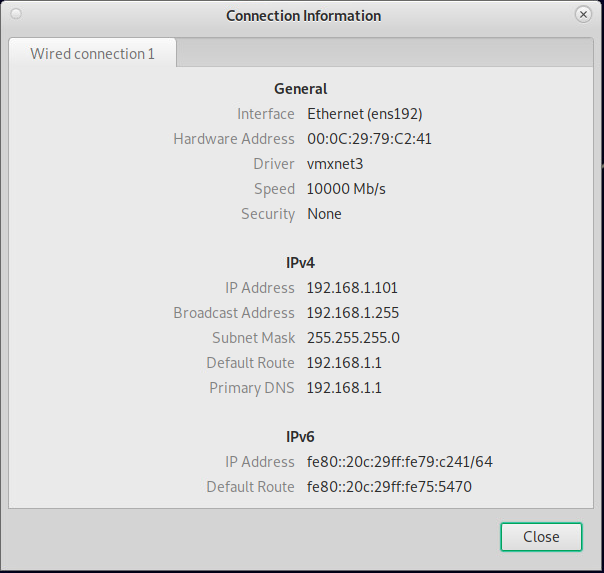 Connection Information
Wired connection 1
General
Interface Ethernet (ens192)
Hardware Address 00:0C:29:79:C2:41
Driver vmxnet3
Speed 10000 Mb/s
Security None
IPv4
IP Address 192.168.1.101
Broadcast Address 192.168.1.255
Subnet Mask 255.255.255.0
Default Route 192.168.1.1
Primary DNS 192.168.1.1
IPv6
IP Address fe80::20c:29ff:fe79:c241/64
Default Route fe80::20c:29ff:fe75:5470
Close